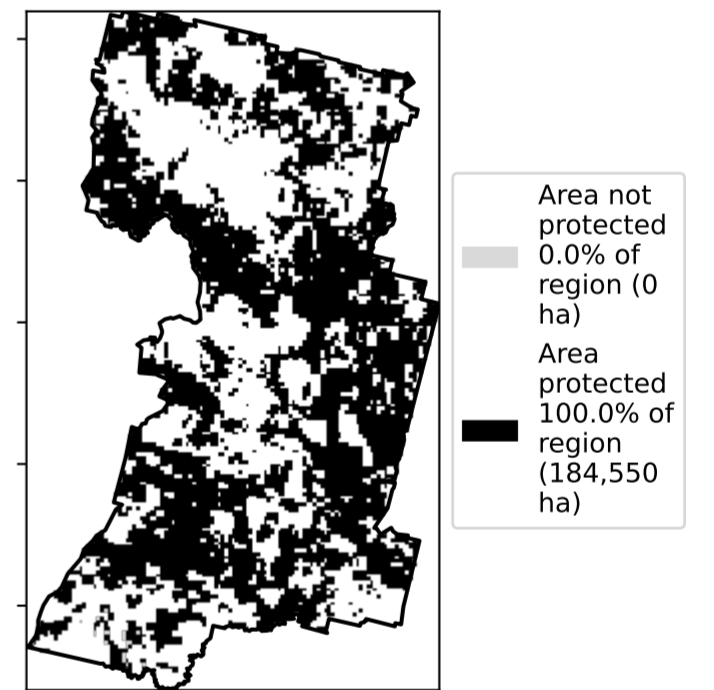 Area not
protected
0.0% of
region (0
ha)
Area
protected
100.0% of
region
(184,550
ha)